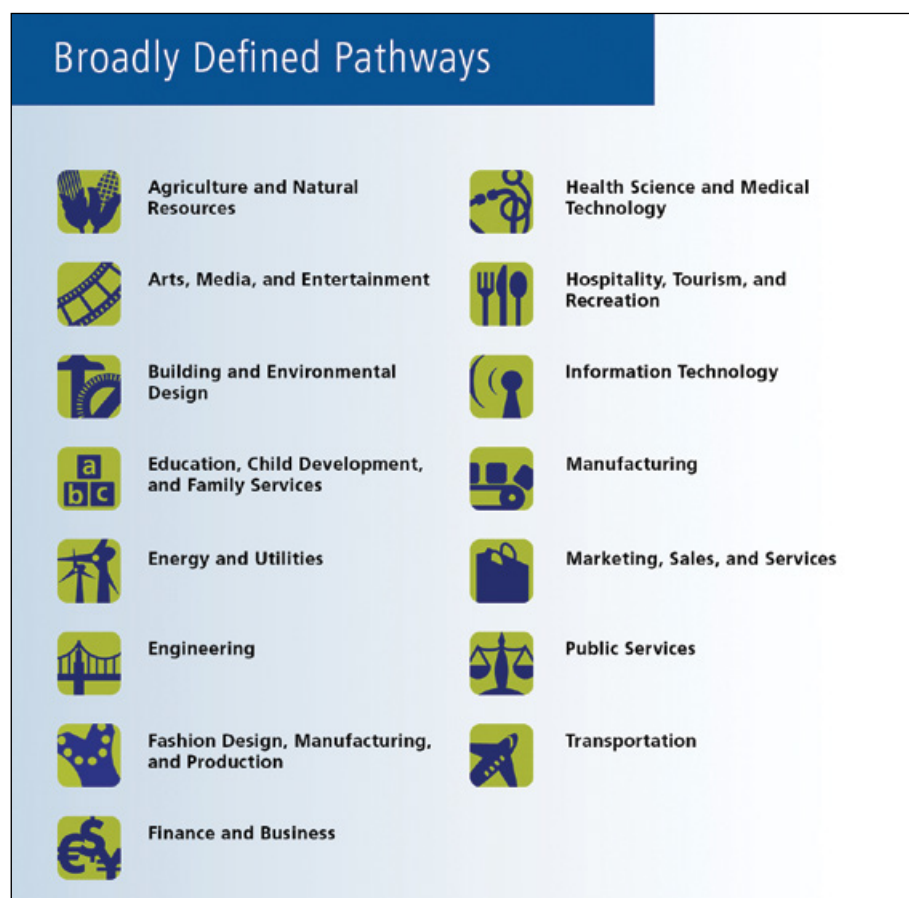 Broadly Defined Pathways
Agriculture and Natural
Resources
Arts, Media, and Entertainment
Building and Environmental
Design
a
b c
Education, Child Development,
and Family Services
Energy and Utilities
Engineering
Fashion Design, Manufacturing,
and Production
€$¥
Finance and Business
Health Science and Medical
Technology
Hospitality, Tourism, and
Recreation
Information Technology
Manufacturing
Marketing, Sales, and Services
Public Services
Transportation